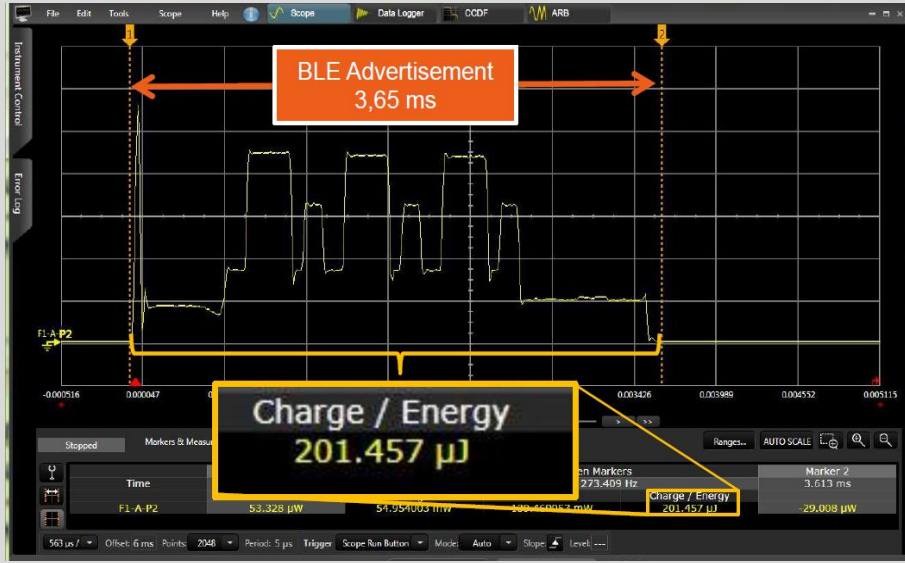 File Edit Tools Scope Help Scope Data Logger CCDF ARB
Instrument Control
Error Log
1
2
BLE Advertisement
3,65 ms
F1-A-P2
-0.000516 0.000047 0.003426 0.003989 0.004552 0.005115
Charge / Energy
201.457 µJ
Stopped Markers & Measu Ranges... AUTO SCALE
Time en Markers Marker 2
273.409 Hz 3.613 ms
Charge / Energy
F1-A-P2 53.328 µW 54.954003 mW 201.457 µJ -29.008 µW
563 µs / Offset: 6 ms Points: 2048 Period: 5 µs Trigger Scope Run Button Mode: Auto Slope: Level: ---